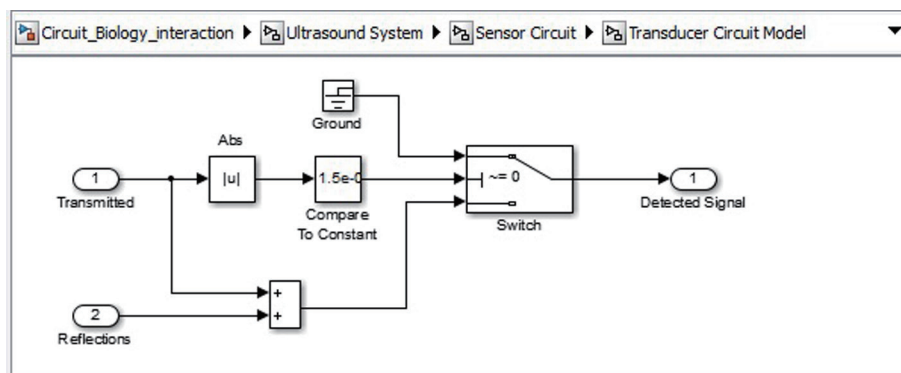 Circuit_Biology_interaction Ultrasound System Sensor Circuit Transducer Circuit Model
Ground
Abs
1
Transmitted
|u|
1.5e-0
Compare
To Constant
~= 0
Switch
1
Detected Signal
+
+
2
Reflections